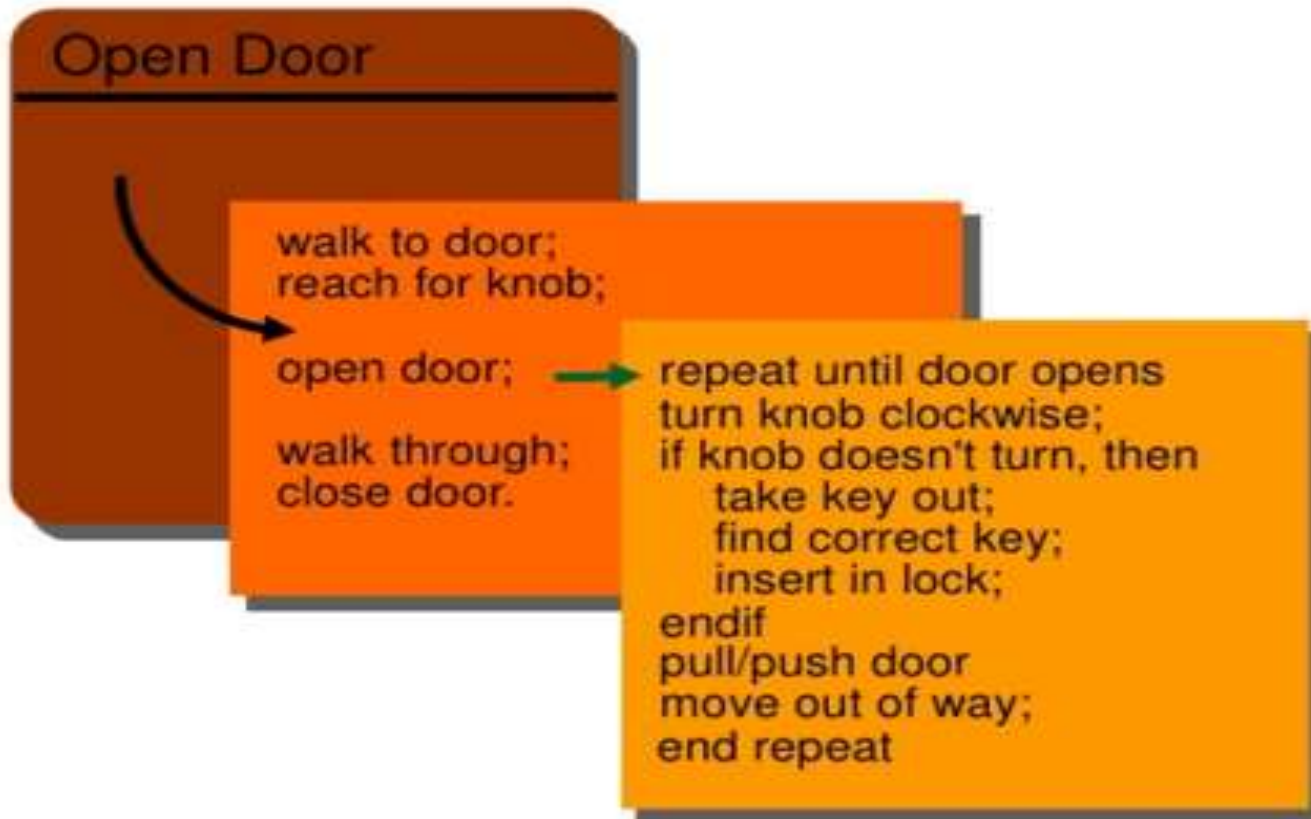 Open Door
walk to door;
reach for knob;
open door;
walk through;
close door.
repeat until door opens
turn knob clockwise;
if knob doesn't turn, then
take key out;
find correct key;
insert in lock;
endif
pull/push door
move out of way;
end repeat